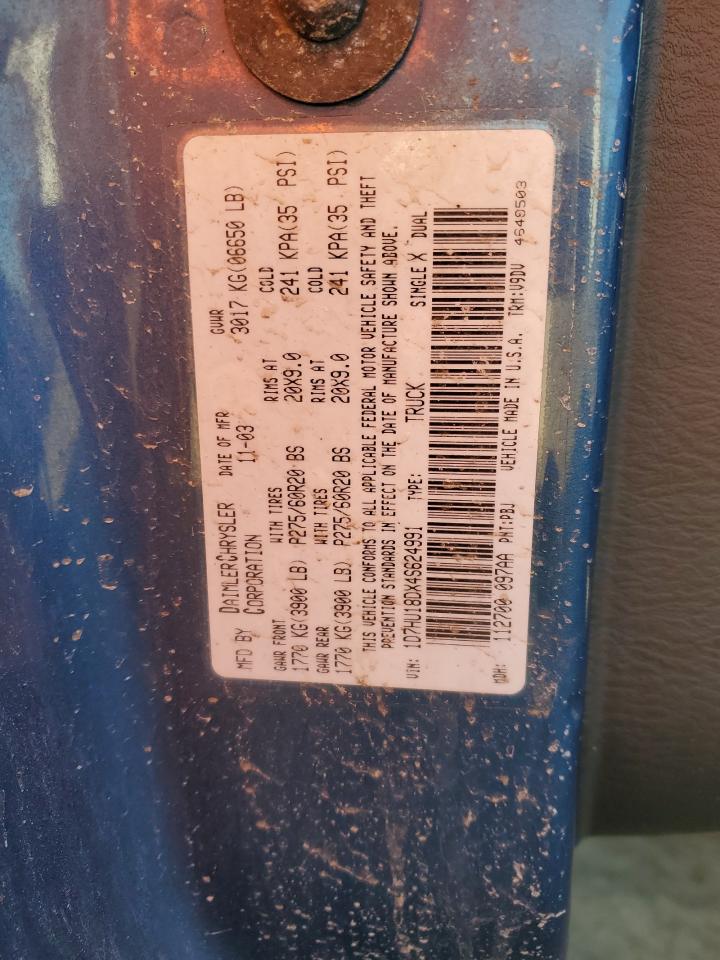 MFD BY DAIMLERCHRYSLER CORPORATION
DATE OF MFR 11-03
GVWR 3017 KG(06650 LB)
GAWR FRONT WITH TIRES RIMS AT COLD
1770 KG(3900 LB) P275/60R20 BS 20X9.0 241 KPA(35 PSI)
GAWR REAR WITH TIRES RIMS AT COLD
1770 KG(3900 LB) P275/60R20 BS 20X9.0 241 KPA(35 PSI)
THIS VEHICLE CONFORMS TO ALL APPLICABLE FEDERAL MOTOR VEHICLE SAFETY AND THEFT
PREVENTION STANDARDS IN EFFECT ON THE DATE OF MANUFACTURE SHOWN ABOVE.
VIN: 1D7HU18DX4S624991 TYPE: TRUCK SINGLE X DUAL
MDH: 112700 097AA PNT:PBJ VEHICLE MADE IN U.S.A. TRM:V9DV 4648503